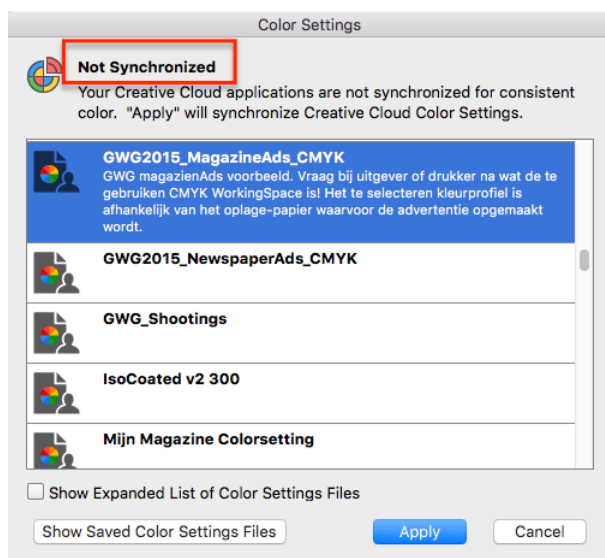 Color Settings
Not Synchronized
Your Creative Cloud applications are not synchronized for consistent
color. "Apply" will synchronize Creative Cloud Color Settings.
GWG2015_MagazineAds_CMYK
GWG magazienAds voorbeeld. Vraag bij uitgever of drukker na wat de te
gebruiken CMYK WorkingSpace is! Het te selecteren kleurprofiel is
afhankelijk van het oplage-papier waarvoor de advertentie opgemaakt
wordt.
GWG2015_NewspaperAds_CMYK
GWG_Shootings
IsoCoated v2 300
Mijn Magazine Colorsetting
Show Expanded List of Color Settings Files
Show Saved Color Settings Files
Apply
Cancel